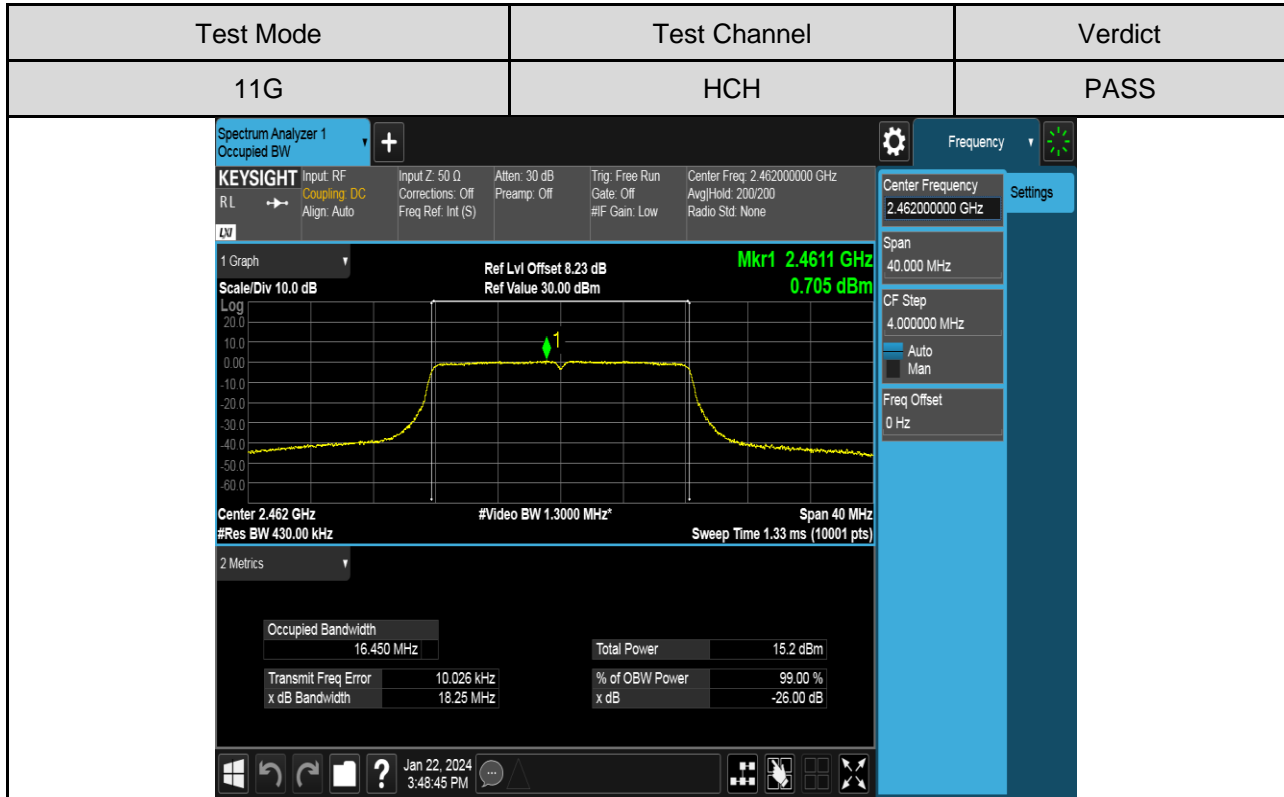 Test Mode Test Channel Verdict
11G HCH PASS
Spectrum Analyzer 1
Occupied BW
+
Frequency
KEYSIGHT Input: RF Input Z: 50 Ω Atten: 30 dB Trig: Free Run Center Freq: 2.462000000 GHz
RL Coupling: DC Corrections: Off Preamp: Off Gate: Off Avg|Hold: 200/200
Align: Auto Freq Ref: Int (S) #IF Gain: Low Radio Std: None
LXI
Center Frequency
2.462000000 GHz
Settings
Span
40.000 MHz
CF Step
4.000000 MHz
Auto
Man
Freq Offset
0 Hz
1 Graph
Ref Lvl Offset 8.23 dB Mkr1 2.4611 GHz
Scale/Div 10.0 dB Ref Value 30.00 dBm 0.705 dBm
Log
20.0
10.0
0.00
-10.0
-20.0
-30.0
-40.0
-50.0
-60.0
1
Center 2.462 GHz #Video BW 1.3000 MHz* Span 40 MHz
#Res BW 430.00 kHz Sweep Time 1.33 ms (10001 pts)
2 Metrics
Occupied Bandwidth
16.450 MHz Total Power 15.2 dBm
Transmit Freq Error 10.026 kHz % of OBW Power 99.00 %
x dB Bandwidth 18.25 MHz x dB -26.00 dB
? Jan 22, 2024
3:48:45 PM